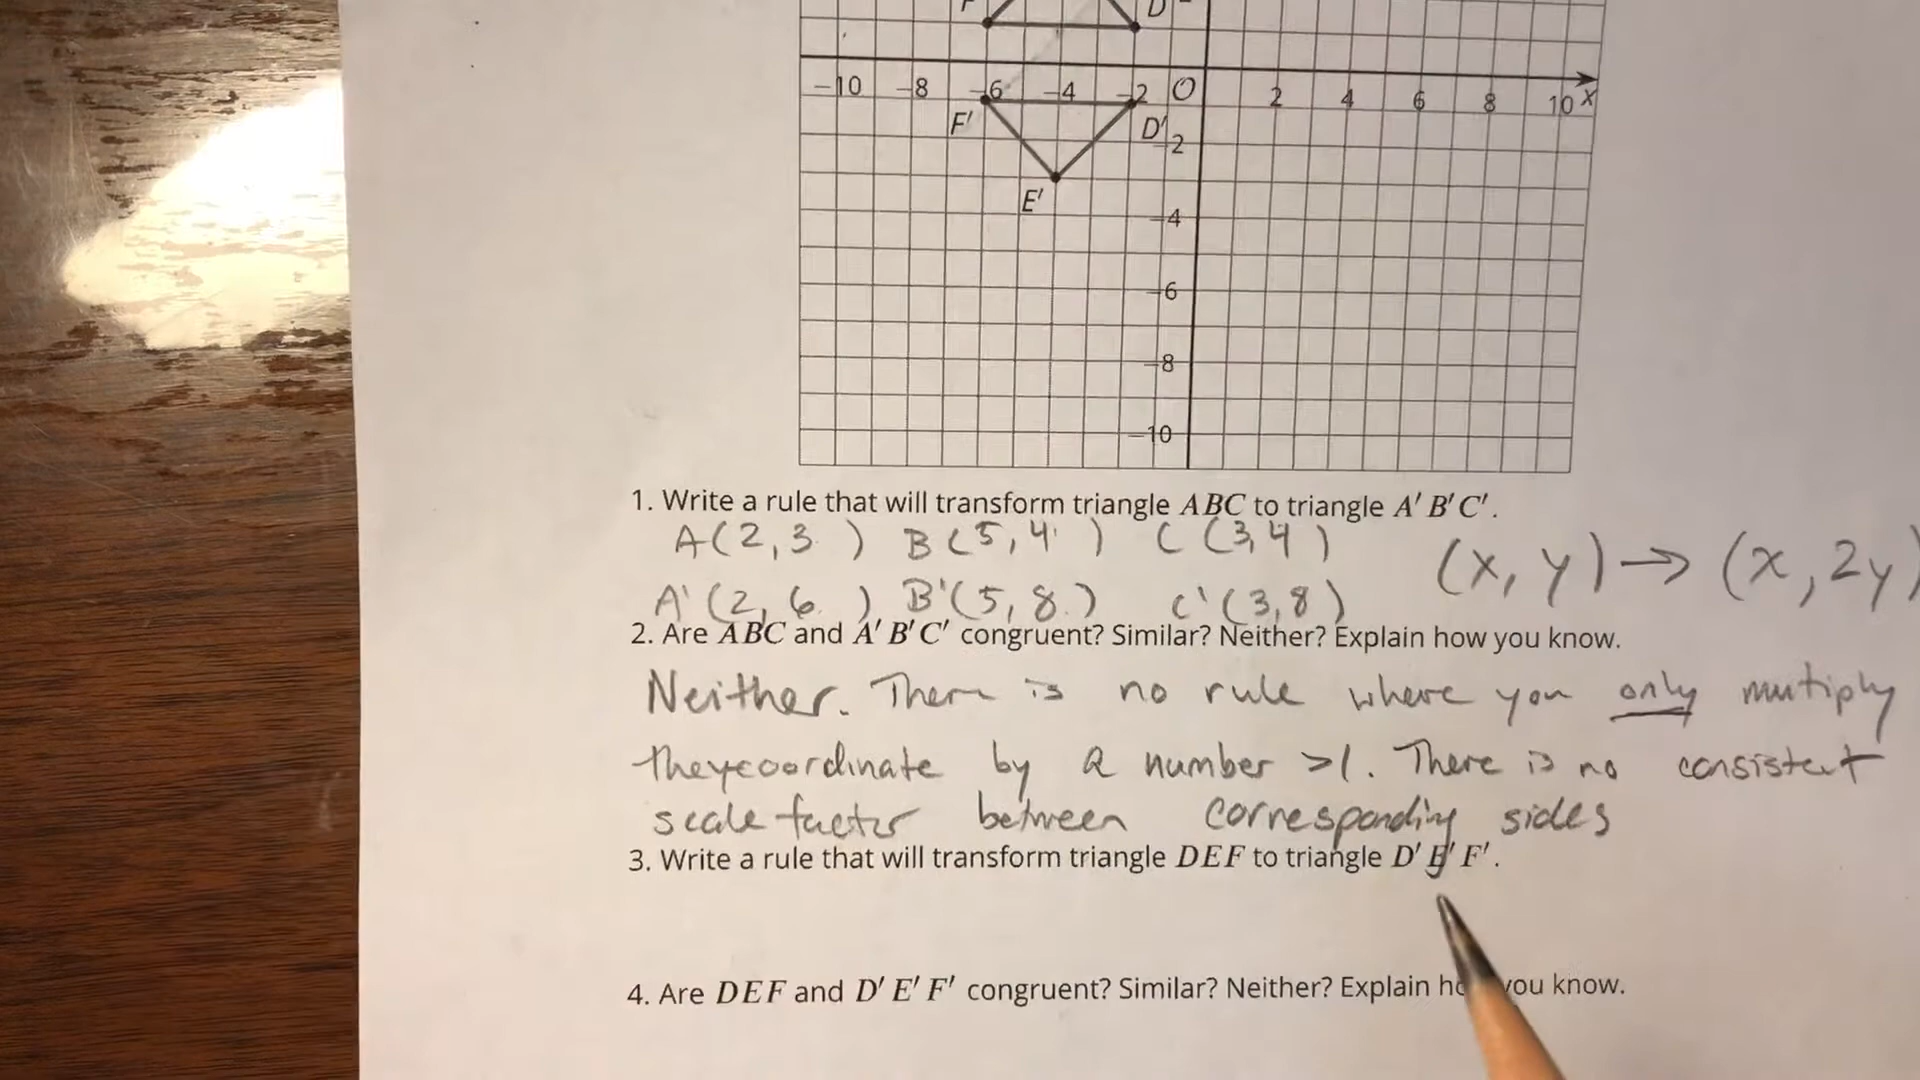 D
-10 -8 -6 -4 -2 O 2 4 6 8 10 x
F' D' -2
E' -4
-6
-8
-10
1. Write a rule that will transform triangle ABC to triangle A'B'C'.
A(2,3) B(5,4) C(3,4)
(x,y)→(x,2y)
A'(2,6) B'(5,8) C'(3,8)
2. Are ABC and A'B'C' congruent? Similar? Neither? Explain how you know.
Neither. There is no rule where you only multiply
the y coordinate by a number >1. There is no consistent
scale factor between corresponding sides
3. Write a rule that will transform triangle DEF to triangle D'E'F'.
4. Are DEF and D'E'F' congruent? Similar? Neither? Explain how you know.